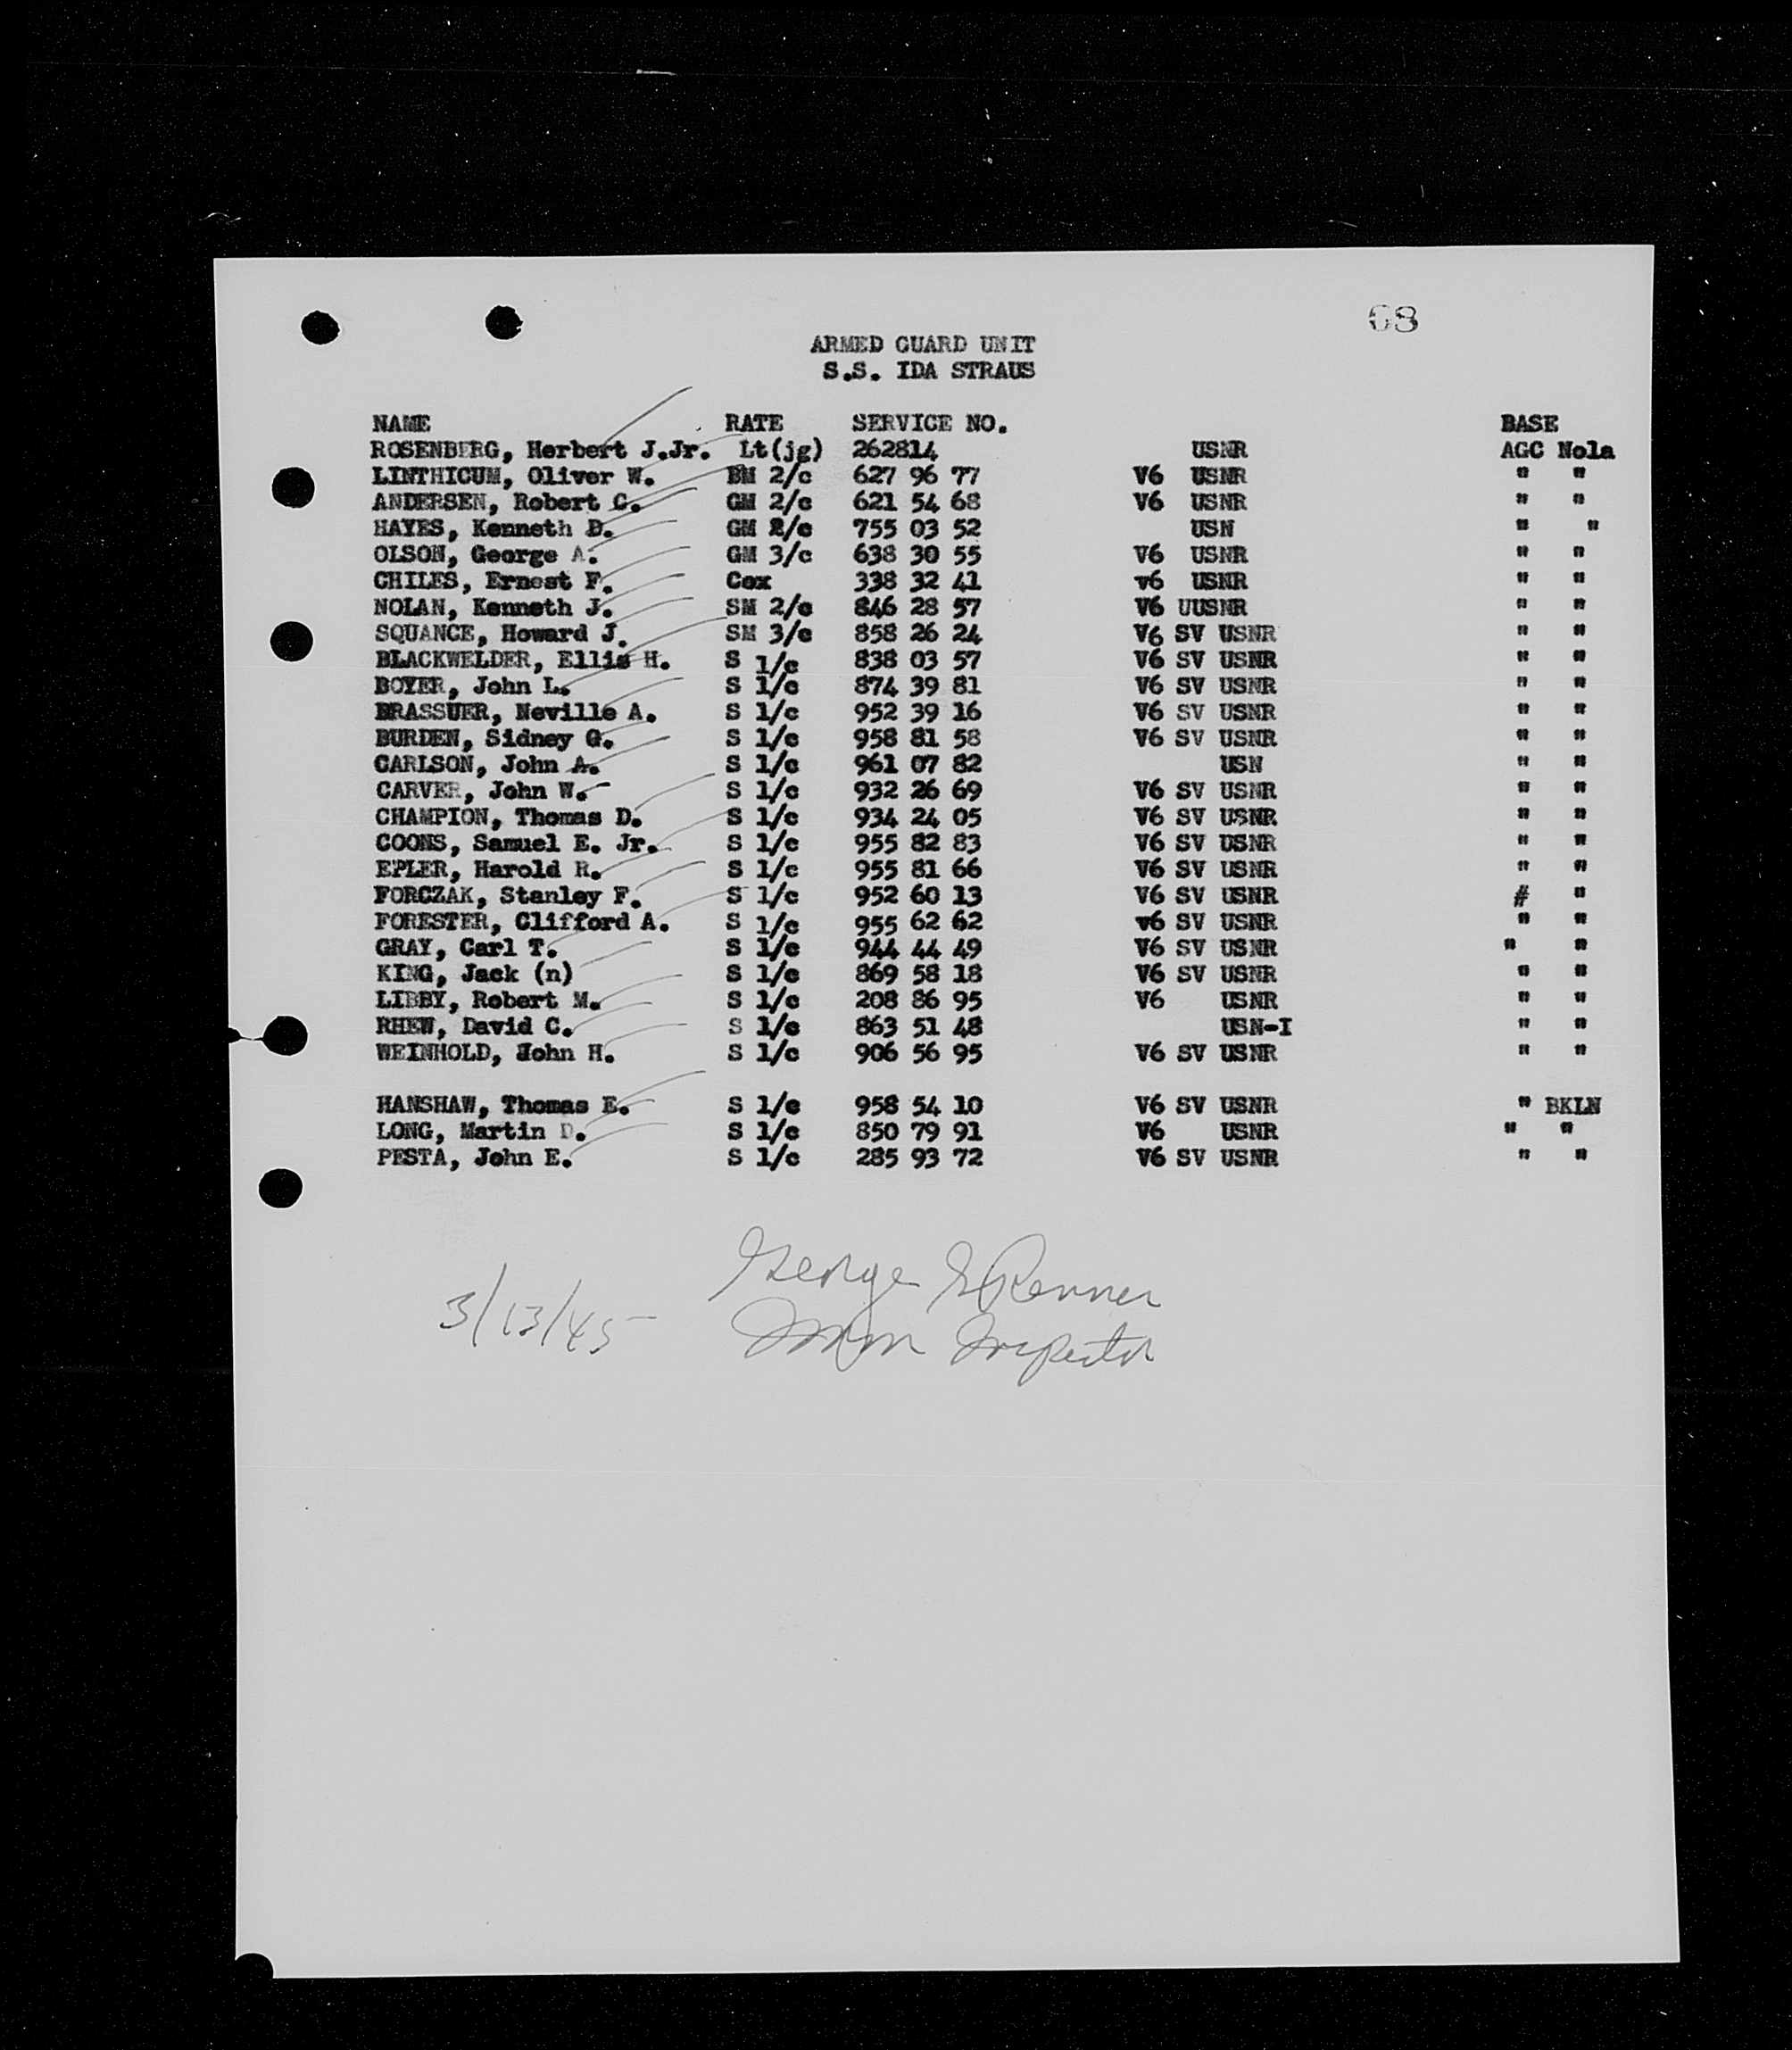 68
ARMED GUARD UNIT
S.S. IDA STRAUS
NAME RATE SERVICE NO. BASE
ROSENBERG, Herbert J.Jr. Lt(jg) 262814 USNR AGC Nola
LINTHICUM, Oliver W. BM 2/c 627 96 77 V6 USNR " "
ANDERSEN, Robert C. GM 2/c 621 54 68 V6 USNR " "
HAYES, Kenneth D. GM 2/c 755 03 52 USN " "
OLSON, George A. GM 3/c 638 30 55 V6 USNR " "
CHILES, Ernest F. Cox 338 32 41 v6 USNR " "
NOLAN, Kenneth J. SM 2/c 846 28 57 V6 UUSNR " "
SQUANCE, Howard J. SM 3/c 858 26 24 V6 SV USNR " "
BLACKWELDER, Ellis H. S 1/c 838 03 57 V6 SV USNR " "
BOYER, John L. S 1/c 874 39 81 V6 SV USNR " "
BRASSUER, Neville A. S 1/c 952 39 16 V6 SV USNR " "
BURDEN, Sidney G. S 1/c 958 81 58 V6 SV USNR " "
CARLSON, John A. S 1/c 961 07 82 USN " "
CARVER, John W. S 1/c 932 26 69 V6 SV USNR " "
CHAMPION, Thomas D. S 1/c 934 24 05 V6 SV USNR " "
COONS, Samuel E. Jr. S 1/c 955 82 83 V6 SV USNR " "
EPLER, Harold R. S 1/c 955 81 66 V6 SV USNR " "
FORCZAK, Stanley F. S 1/c 952 60 13 V6 SV USNR # "
FORESTER, Clifford A. S 1/c 955 62 62 v6 SV USNR " "
GRAY, Carl T. S 1/c 944 44 49 V6 SV USNR " "
KING, Jack (n) S 1/c 869 58 18 V6 SV USNR " "
LIBBY, Robert M. S 1/c 208 86 95 V6 USNR " "
RHEW, David C. S 1/c 863 51 48 USN-I " "
WEINHOLD, John H. S 1/c 906 56 95 V6 SV USNR " "
HANSHAW, Thomas E. S 1/c 958 54 10 V6 SV USNR " BKLN
LONG, Martin D. S 1/c 850 79 91 V6 USNR " "
PESTA, John E. S 1/c 285 93 72 V6 SV USNR " "
George E Renner
3/13/45 Imm Inspector